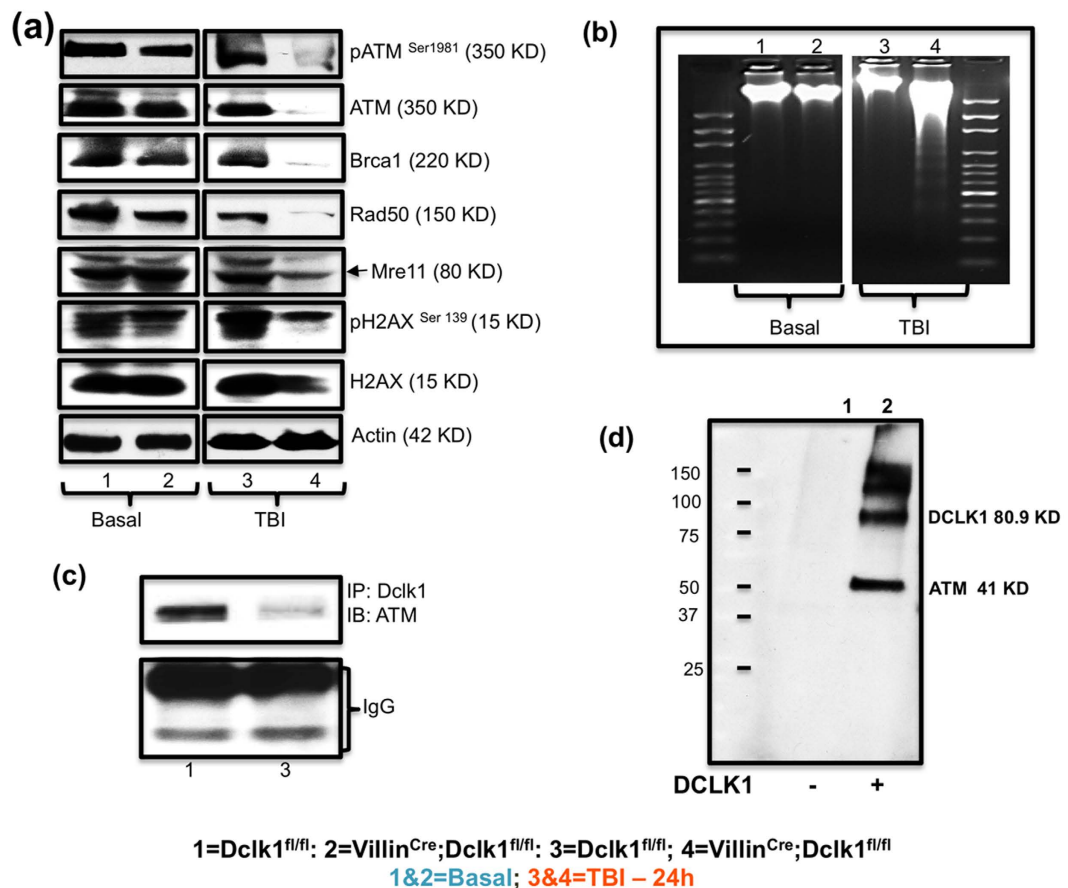 (a)
pATM Ser1981 (350 KD)
ATM (350 KD)
Brca1 (220 KD)
Rad50 (150 KD)
Mre11 (80 KD)
pH2AX Ser 139 (15 KD)
H2AX (15 KD)
Actin (42 KD)
1 2 3 4
Basal TBI
(b)
1 2 3 4
Basal TBI
(c)
IP: Dclk1
IB: ATM
IgG
1 3
(d)
1 2
150
100
75
50
37
25
DCLK1 80.9 KD
ATM 41 KD
DCLK1 - +
1=Dclk1fl/fl: 2=VillinCre;Dclk1fl/fl: 3=Dclk1fl/fl; 4=VillinCre;Dclk1fl/fl
1&2=Basal; 3&4=TBI – 24h